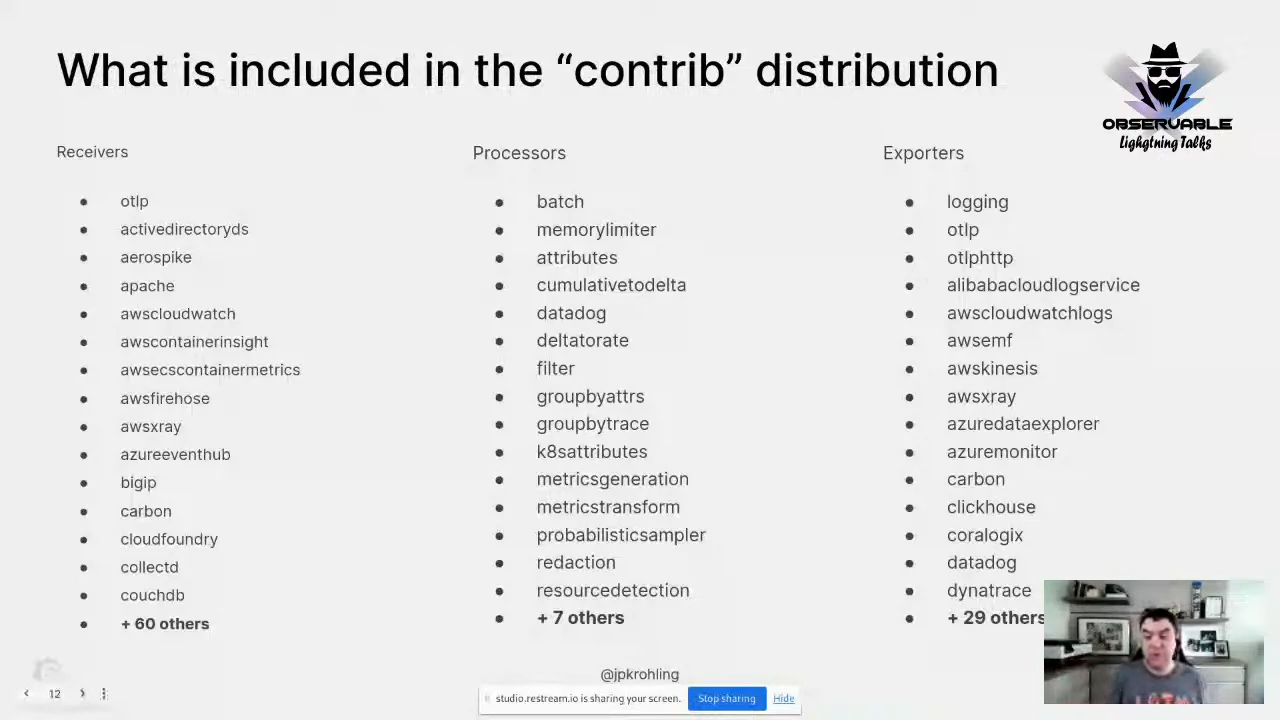 What is included in the “contrib” distribution
OBSERVABLE
Lighgtning Talks
Receivers
otlp
activedirectoryds
aerospike
apache
awscloudwatch
awscontainerinsight
awsecscontainermetrics
awsfirehose
awsxray
azureeventhub
bigip
carbon
cloudfoundry
collectd
couchdb
+ 60 others
Processors
batch
memorylimiter
attributes
cumulativetodelta
datadog
deltatorate
filter
groupbyattrs
groupbytrace
k8sattributes
metricsgeneration
metricstransform
probabilisticsampler
redaction
resourcedetection
+ 7 others
Exporters
logging
otlp
otlphttp
alibabacloudlogservice
awscloudwatchlogs
awsemf
awskinesis
awsxray
azuredataexplorer
azuremonitor
carbon
clickhouse
coralogix
datadog
dynatrace
+ 29 others
@jpkrohling
12
studio.restream.io is sharing your screen. Stop sharing Hide